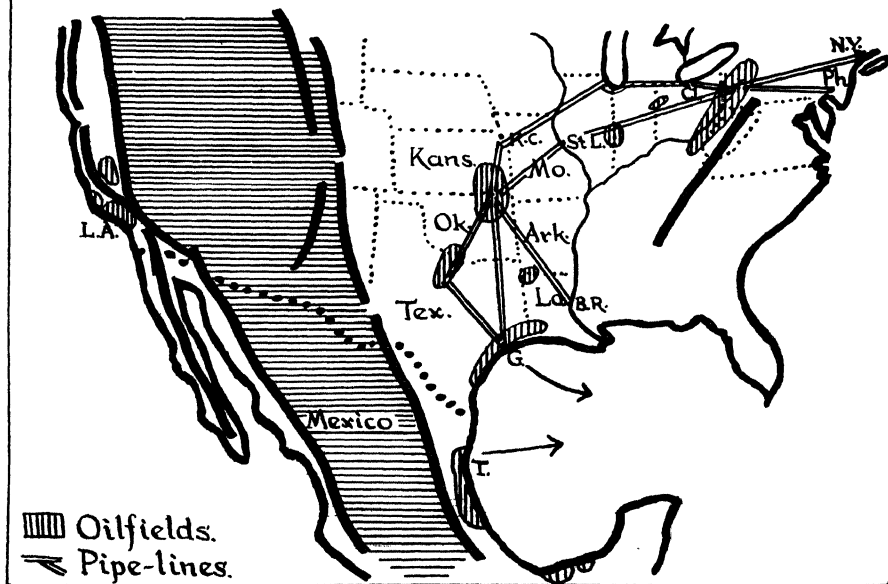 N.Y.
Ph.
Cl.
K.C.
St L.
Kans.
Mo.
L.A.
Ok.
Ark.
Tex.
La.
B.R.
G.
Mexico
T.
Oilfields.
Pipe-lines.